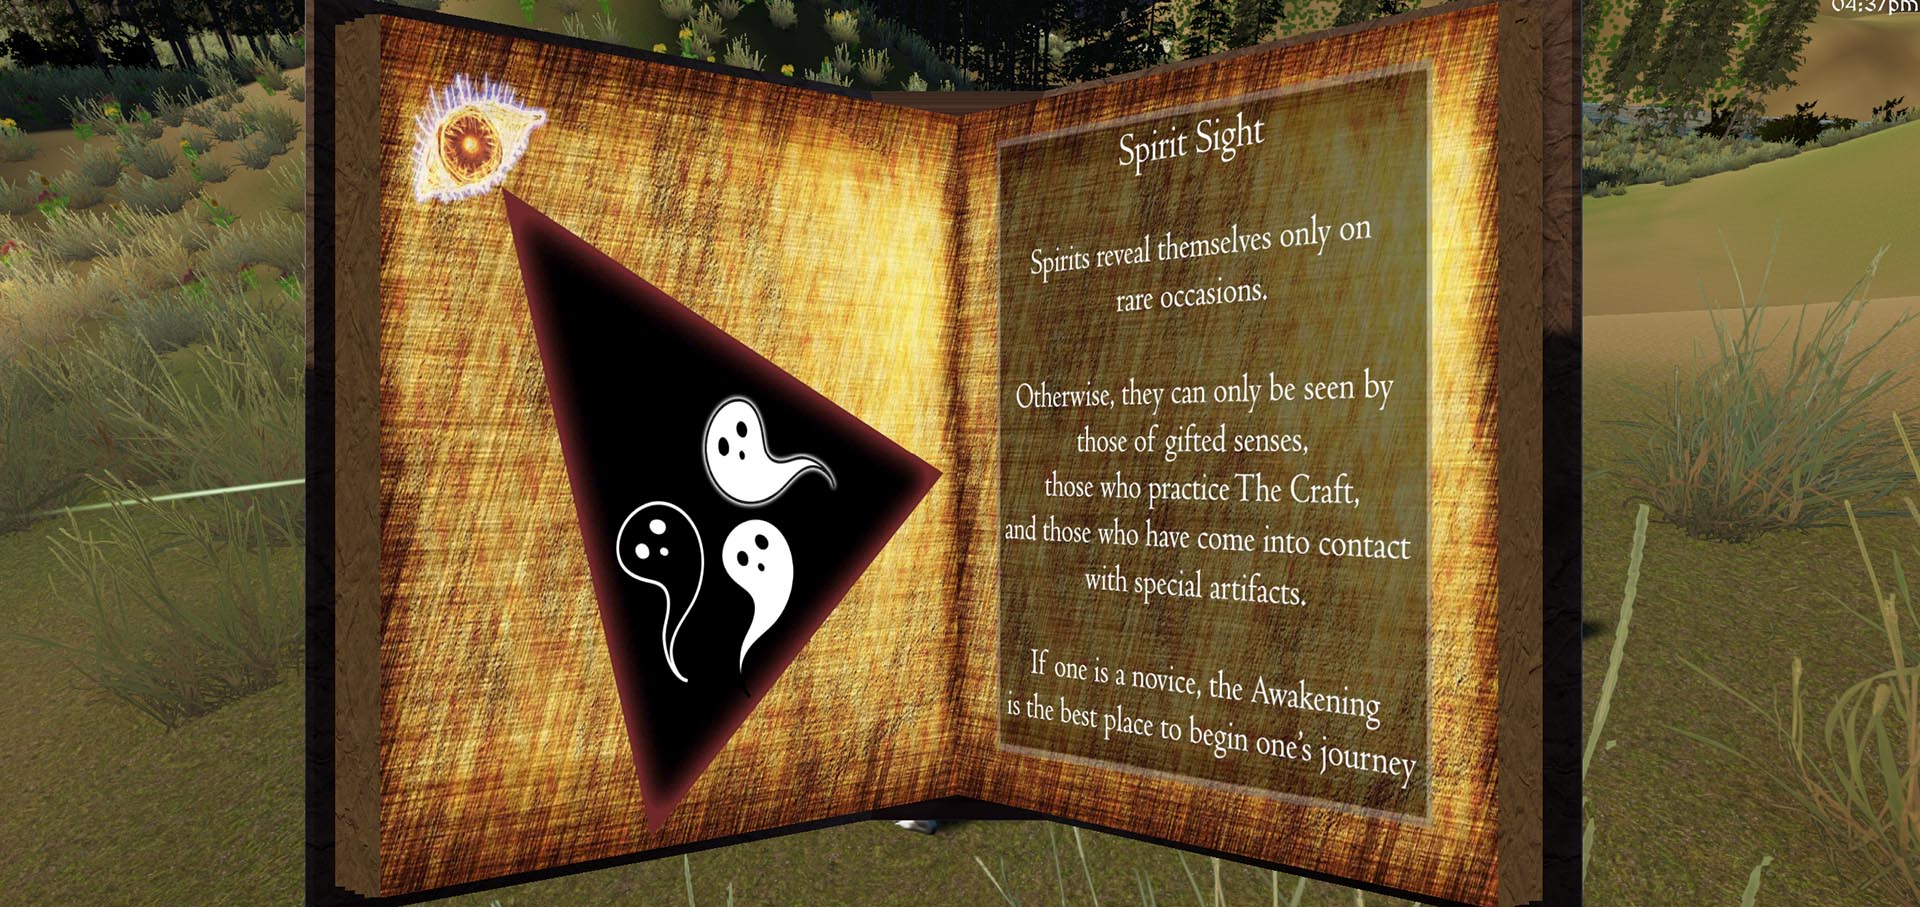 04:37pm
Spirit Sight
Spirits reveal themselves only on
rare occasions.
Otherwise, they can only be seen by
those of gifted senses,
those who practice The Craft,
and those who have come into contact
with special artifacts.
If one is a novice, the Awakening
is the best place to begin one's journey